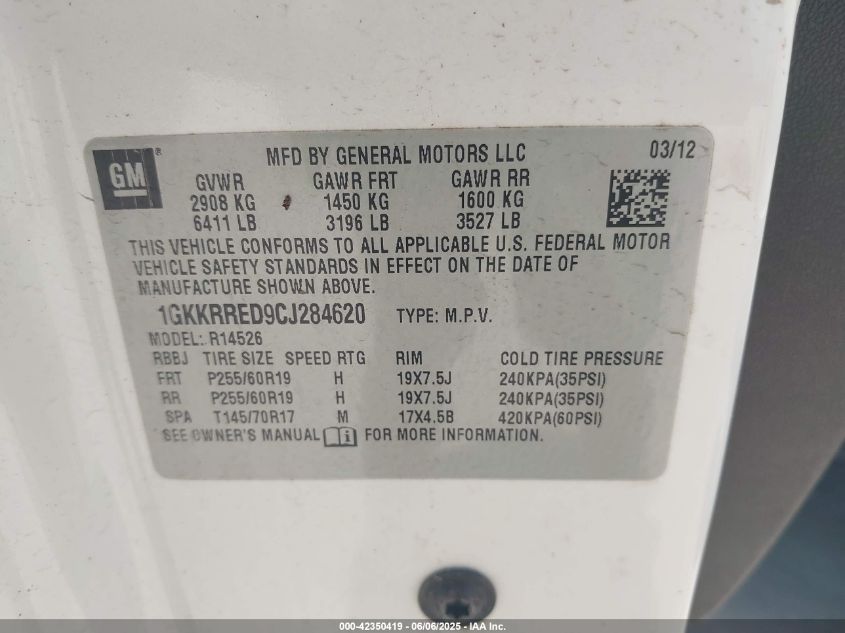 GM ®
MFD BY GENERAL MOTORS LLC 03/12
GVWR GAWR FRT GAWR RR
2908 KG 1450 KG 1600 KG
6411 LB 3196 LB 3527 LB
THIS VEHICLE CONFORMS TO ALL APPLICABLE U.S. FEDERAL MOTOR
VEHICLE SAFETY STANDARDS IN EFFECT ON THE DATE OF
MANUFACTURE SHOWN ABOVE.
1GKKRRED9CJ284620 TYPE: M.P.V.
MODEL: R14526
RBBJ TIRE SIZE SPEED RTG RIM COLD TIRE PRESSURE
FRT P255/60R19 H 19X7.5J 240KPA(35PSI)
RR P255/60R19 H 19X7.5J 240KPA(35PSI)
SPA T145/70R17 M 17X4.5B 420KPA(60PSI)
SEE OWNER'S MANUAL i FOR MORE INFORMATION.
000-42350419 - 06/06/2025 - IAA Inc.